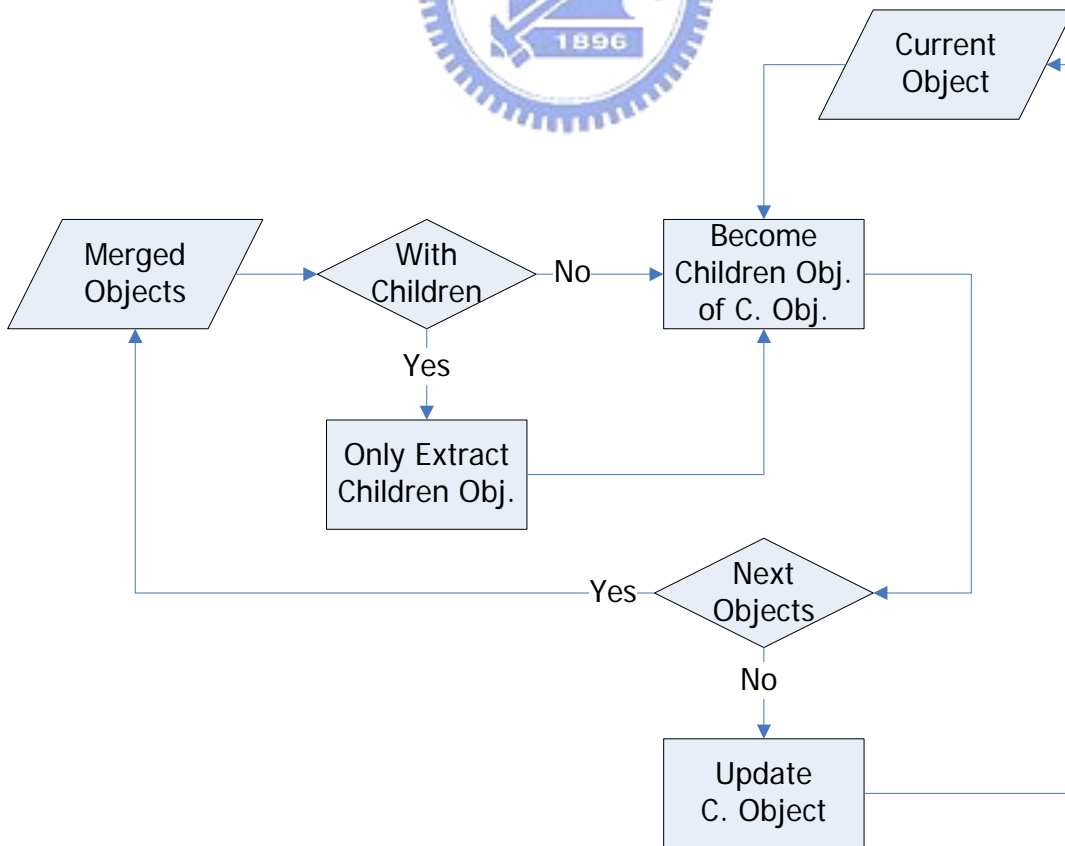 1896
Current
Object
Merged
Objects
With
Children
No
Become
Children Obj.
of C. Obj.
Yes
Only Extract
Children Obj.
Next
Objects
Yes
No
Update
C. Object